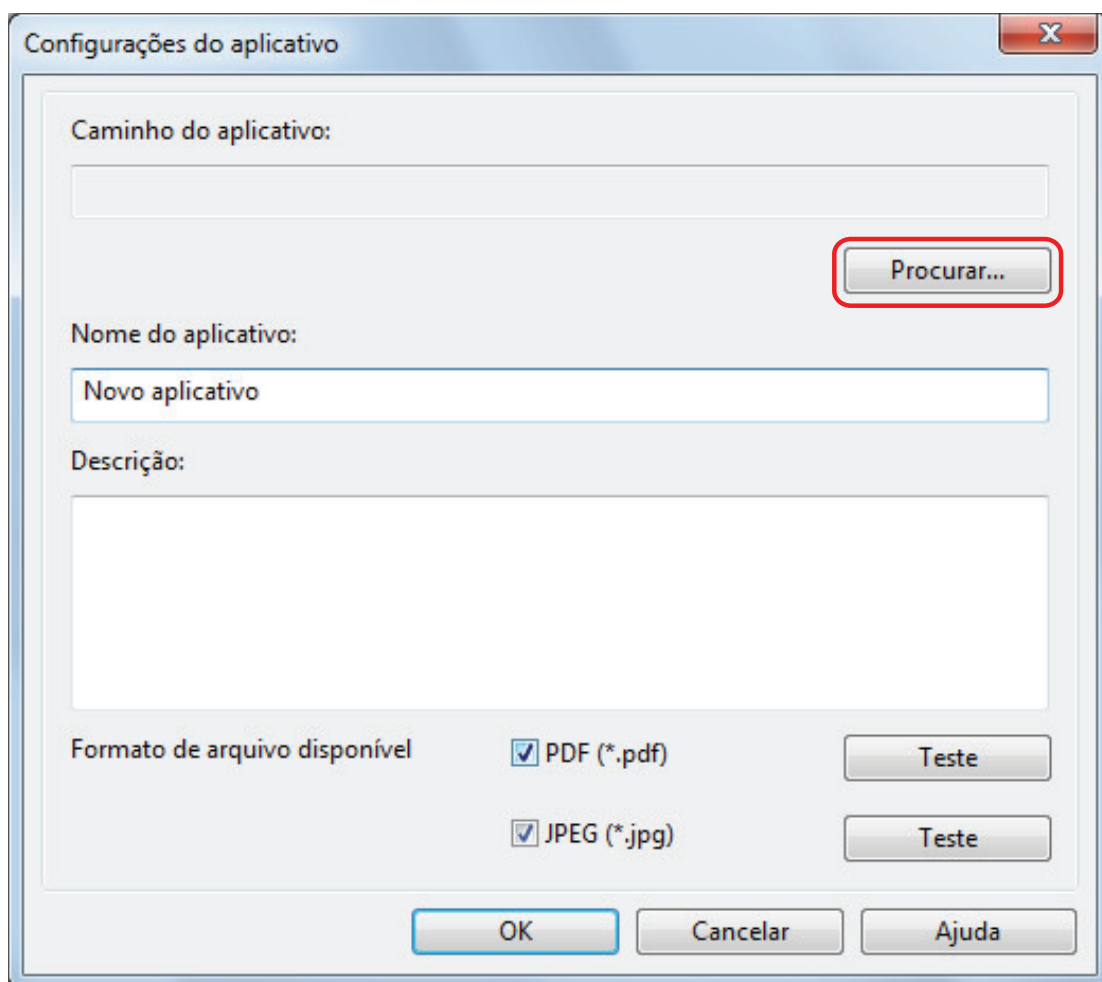 Configurações do aplicativo
Caminho do aplicativo:
Procurar...
Nome do aplicativo:
Novo aplicativo
Descrição:
Formato de arquivo disponível
PDF (*.pdf)
Teste
JPEG (*.jpg)
Teste
OK
Cancelar
Ajuda